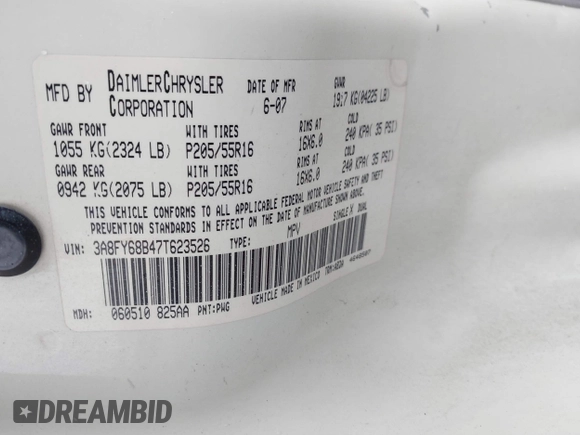 MFD BY DAIMLERCHRYSLER CORPORATION DATE OF MFR 6-07 GVWR 19:7 KG(04225 LB)
GAWR FRONT WITH TIRES RIMS AT COLD
1055 KG(2324 LB) P205/55R16 16X6.0 240 KPA( 35 PSI)
GAWR REAR WITH TIRES RIMS AT COLD
0942 KG(2075 LB) P205/55R16 16X6.0 240 KPA( 35 PSI)
THIS VEHICLE CONFORMS TO ALL APPLICABLE FEDERAL MOTOR VEHICLE SAFETY AND THEFT PREVENTION STANDARDS IN EFFECT ON THE DATE OF MANUFACTURE SHOWN ABOVE.
VIN: 3A8FY68B47T623526 TYPE: MPV SINGLE X DUAL
MDH: 060510 825AA PNT:PWG VEHICLE MADE IN MEXICO
DREAMBID